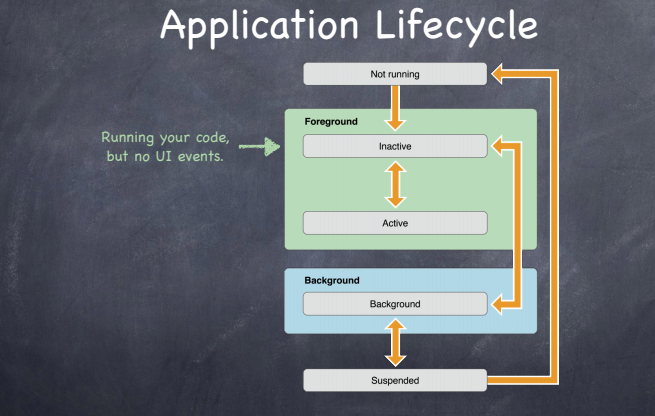 Application Lifecycle
Not running
Foreground
Running your code,
but no UI events.
Inactive
Active
Background
Background
Suspended